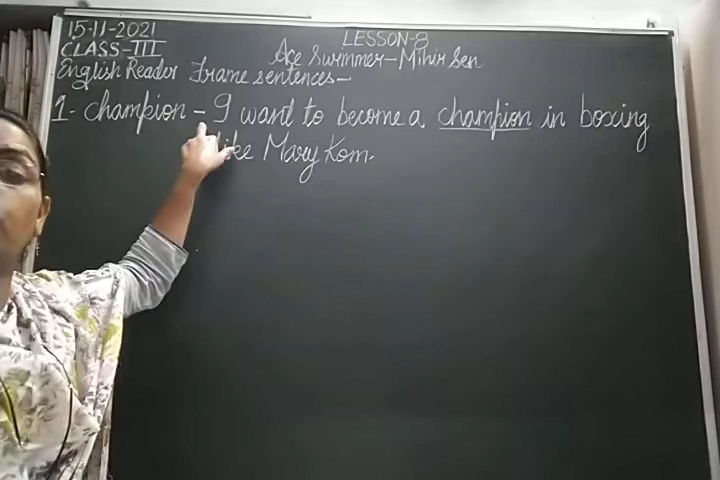 15-11-2021
LESSON-8
CLASS-III
Ace Swimmer-Mihir Sen
English Reader Frame sentences-
1- champion - I want to become a champion in boxing
like Mary Kom.